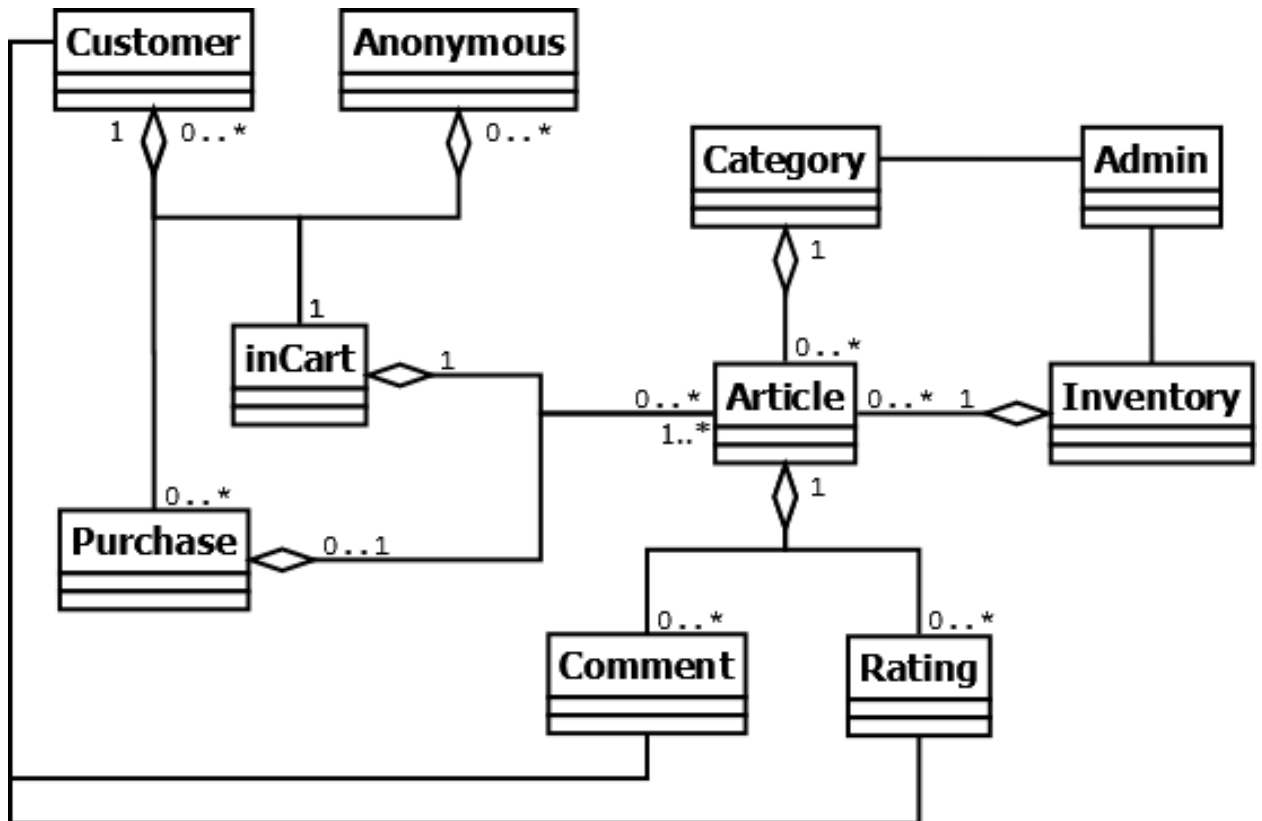 Customer
Anonymous
1
0..*
0..*
Category
Admin
1
1
inCart
1
0..*
Article
0..*
1
Inventory
0..*
1..*
1
0..*
Purchase
0..1
0..*
0..*
Comment
Rating